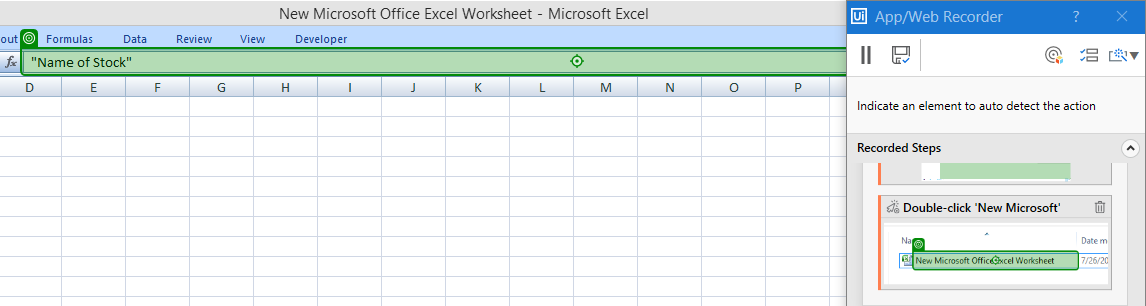 New Microsoft Office Excel Worksheet - Microsoft Excel
out Formulas Data Review View Developer
fx "Name of Stock"
D E F G H I J K L M N O P
Ui App/Web Recorder ? ×
Indicate an element to auto detect the action
Recorded Steps
Double-click 'New Microsoft'
Na Date m
New Microsoft Office Excel Worksheet 7/26/20